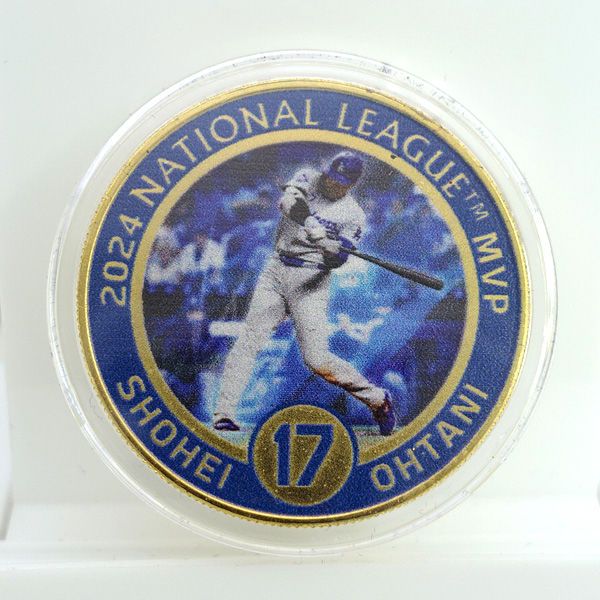 2024 NATIONAL LEAGUE™ MVP
SHOHEI
17
OHTANI